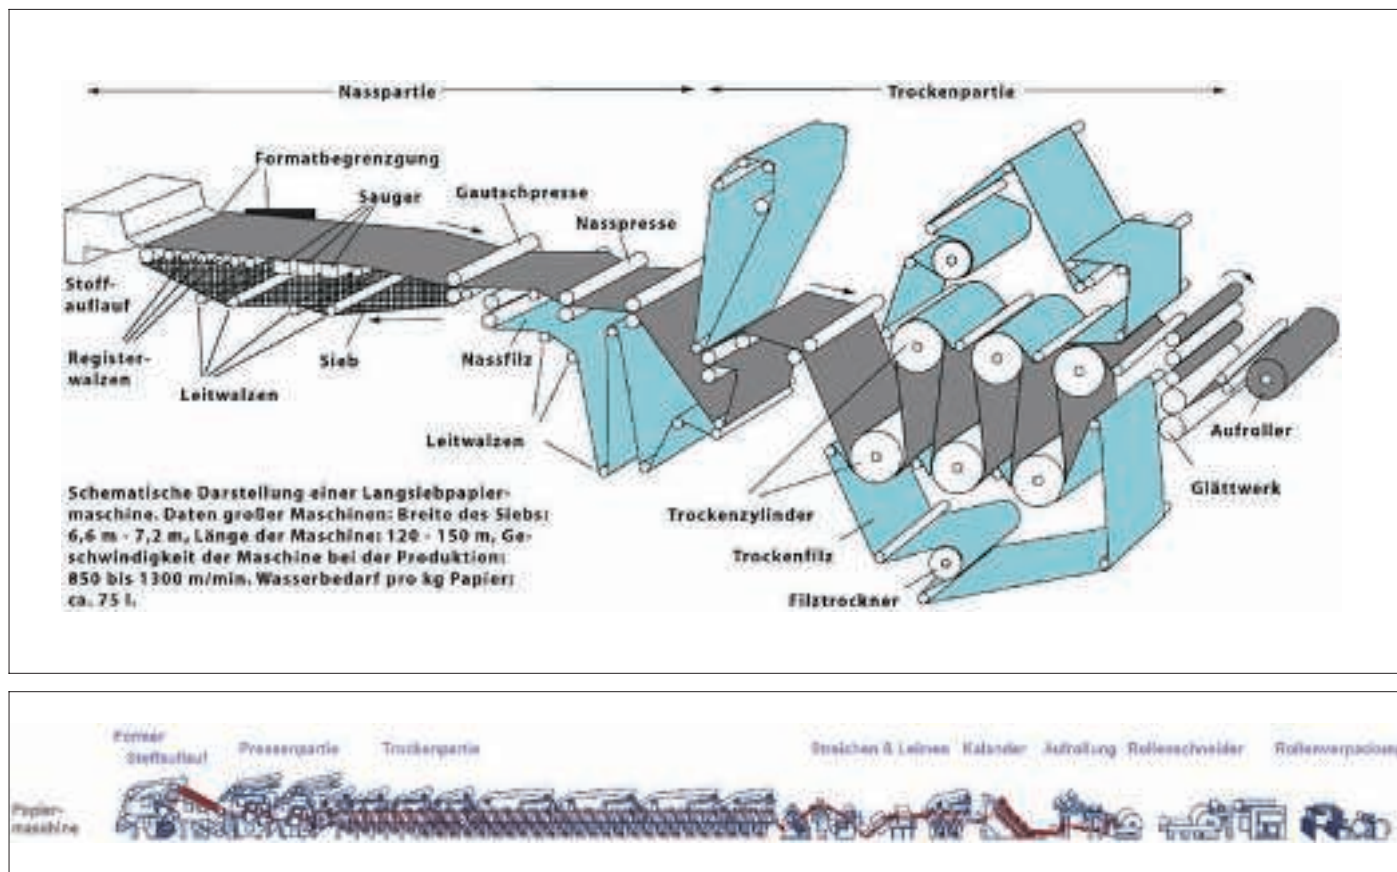 Nasspartie
Trockenpartie
Formatbegrenzgung
Sauger
Gautschpresse
Nasspresse
Stoff-
auflauf
Register-
walzen
Leitwalzen
Sieb
Nassfilz
Leitwalzen
Aufroller
Glättwerk
Trockenzylinder
Trockenfilz
Filztrockner
Schematische Darstellung einer Langsiebpapier-
maschine. Daten großer Maschinen: Breite des Siebs:
6,6 m - 7,2 m, Länge der Maschine: 120 - 150 m, Ge-
schwindigkeit der Maschine bei der Produktion:
850 bis 1300 m/min. Wasserbedarf pro kg Papier:
ca. 75 l.
Former
Stoffauflauf
Pressenpartie
Trockenpartie
Streichen & Leimen
Kalander
Aufrollung
Rollenschneider
Rollenverpackung
Papier-
maschine